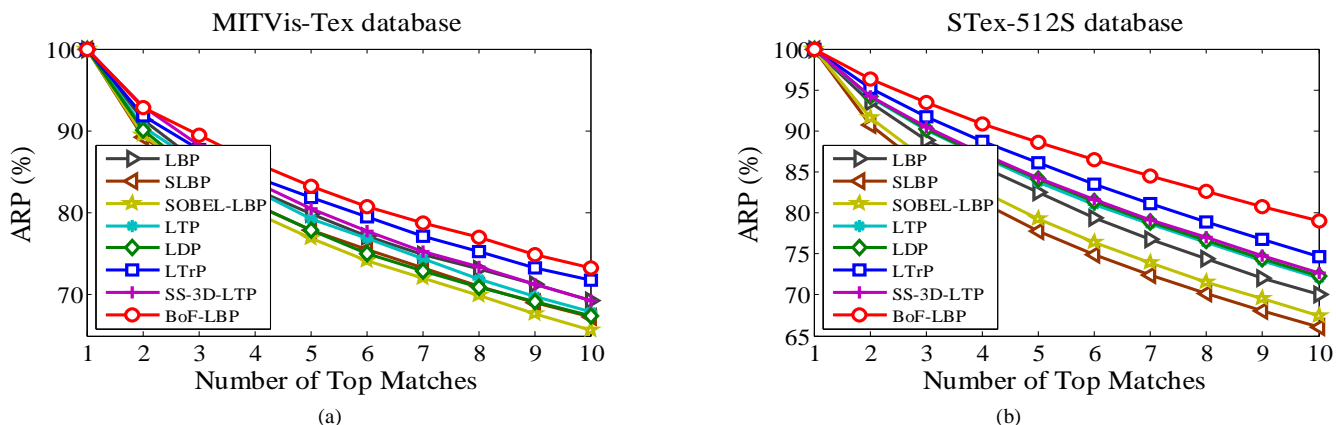 MITVis-Tex database
100
90
80
70
ARP (%)
LBP
SLBP
SOBEL-LBP
LTP
LDP
LTrP
SS-3D-LTP
BoF-LBP
1 2 3 4 5 6 7 8 9 10
Number of Top Matches
(a)
STex-512S database
100
95
90
85
80
75
70
65
ARP (%)
LBP
SLBP
SOBEL-LBP
LTP
LDP
LTrP
SS-3D-LTP
BoF-LBP
1 2 3 4 5 6 7 8 9 10
Number of Top Matches
(b)